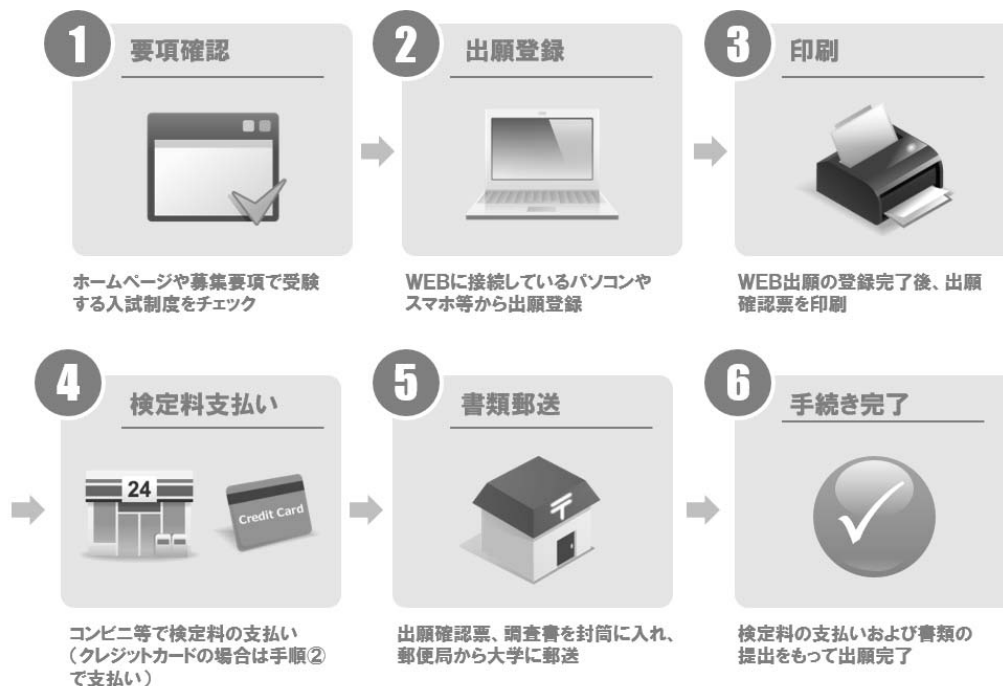 1 要項確認
ホームページや募集要項で受験
する入試制度をチェック
2 出願登録
WEBに接続しているパソコンや
スマホ等から出願登録
3 印刷
WEB出願の登録完了後、出願
確認票を印刷
4 検定料支払い
24
Credit Card
コンビニ等で検定料の支払い
(クレジットカードの場合は手順②
で支払い)
5 書類郵送
〒
出願確認票、調査書を封筒に入れ、
郵便局から大学に郵送
6 手続き完了
検定料の支払いおよび書類の
提出をもって出願完了